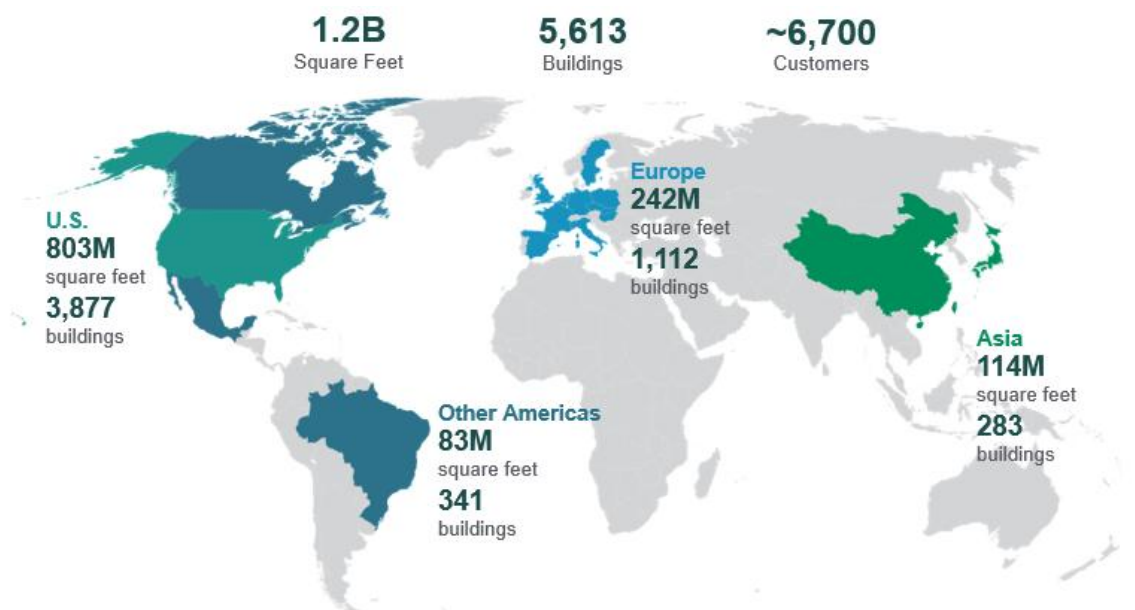 1.2B
Square Feet
5,613
Buildings
~6,700
Customers
U.S.
803M
square feet
3,877
buildings
Europe
242M
square feet
1,112
buildings
Other Americas
83M
square feet
341
buildings
Asia
114M
square feet
283
buildings